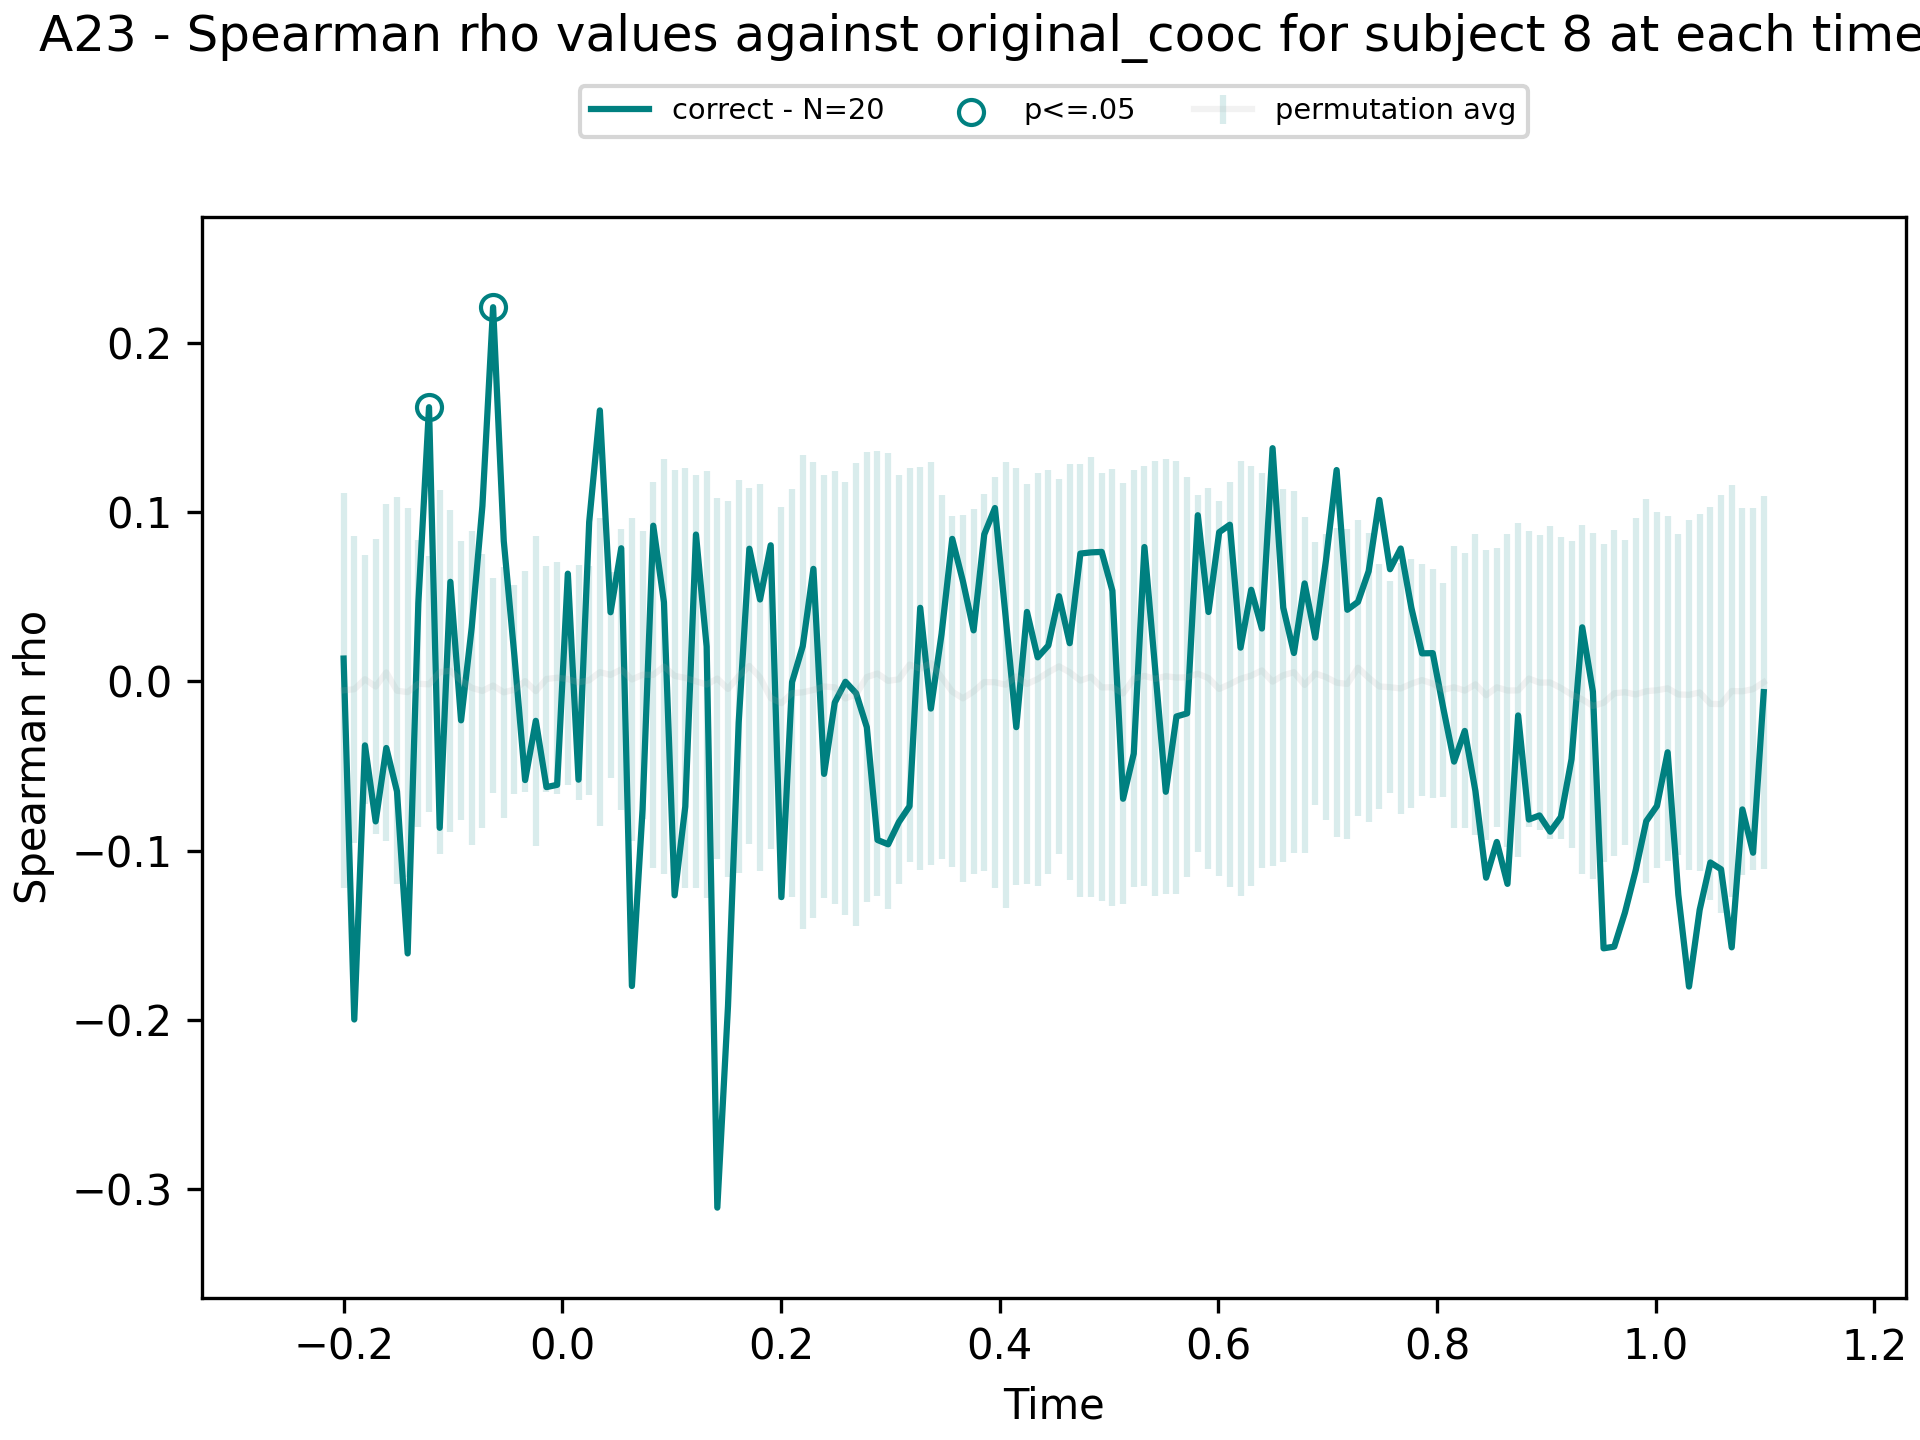 A23 - Spearman rho values against original_cooc for subject 8 at each time
correct - N=20 p<=.05 permutation avg
Spearman rho
0.2
0.1
0.0
−0.1
−0.2
−0.3
−0.2 0.0 0.2 0.4 0.6 0.8 1.0 1.2
Time